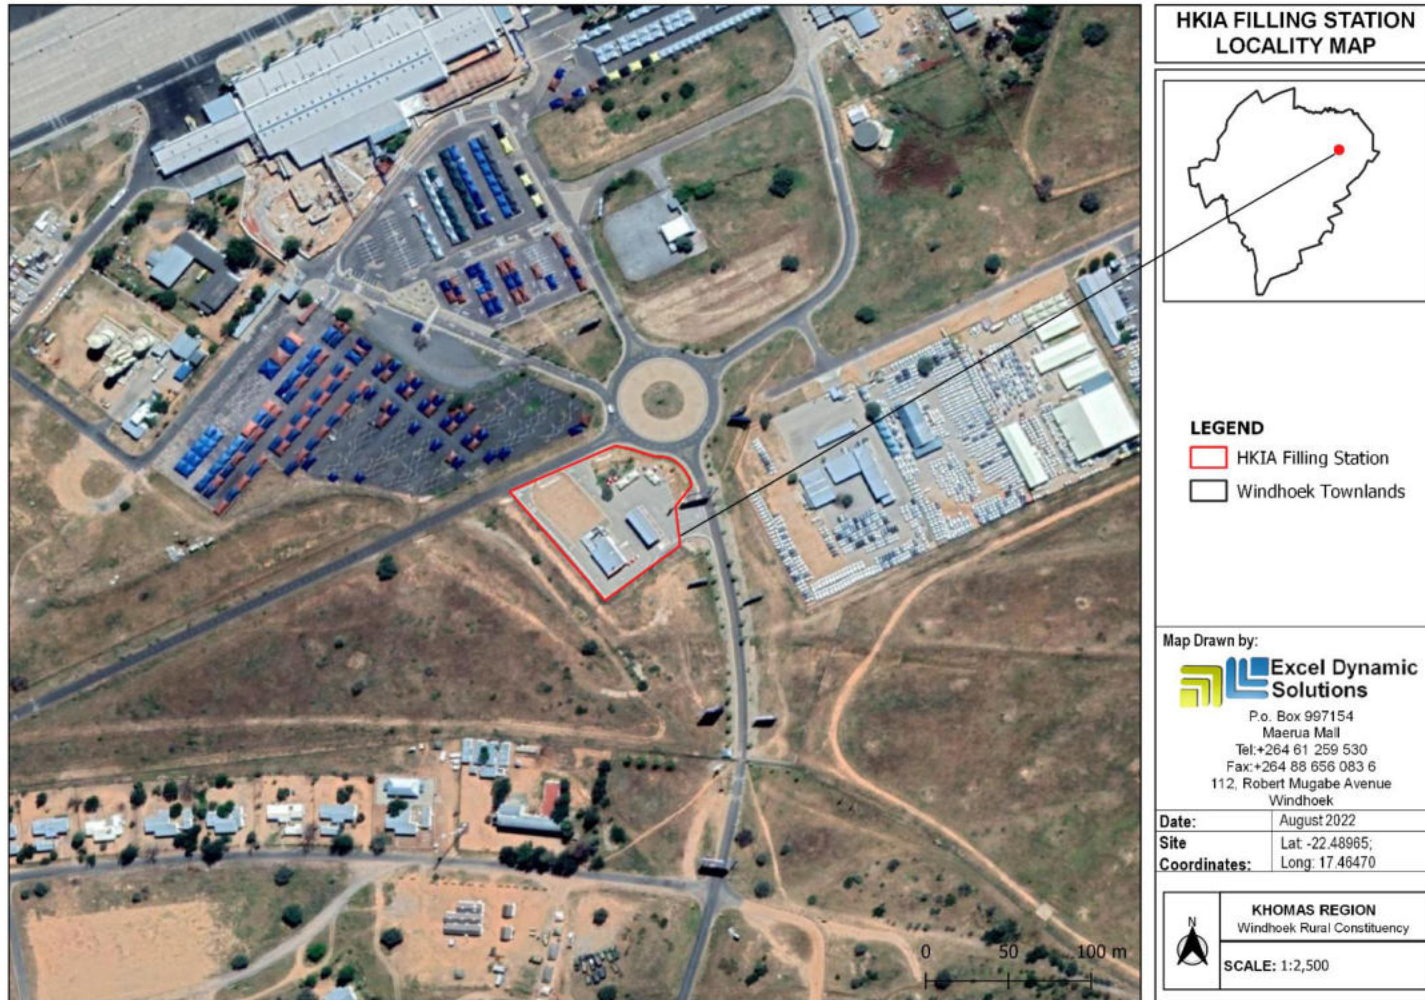 HKIA FILLING STATION
LOCALITY MAP
LEGEND
HKIA Filling Station
Windhoek Townlands
Map Drawn by:
Excel Dynamic
Solutions
P.o. Box 997154
Maerua Mall
Tel:+264 61 259 530
Fax:+264 88 656 083 6
112, Robert Mugabe Avenue
Windhoek
Date: August 2022
Site Lat: -22.48965;
Coordinates: Long: 17.46470
N
KHOMAS REGION
Windhoek Rural Constituency
SCALE: 1:2,500
0 50 100 m